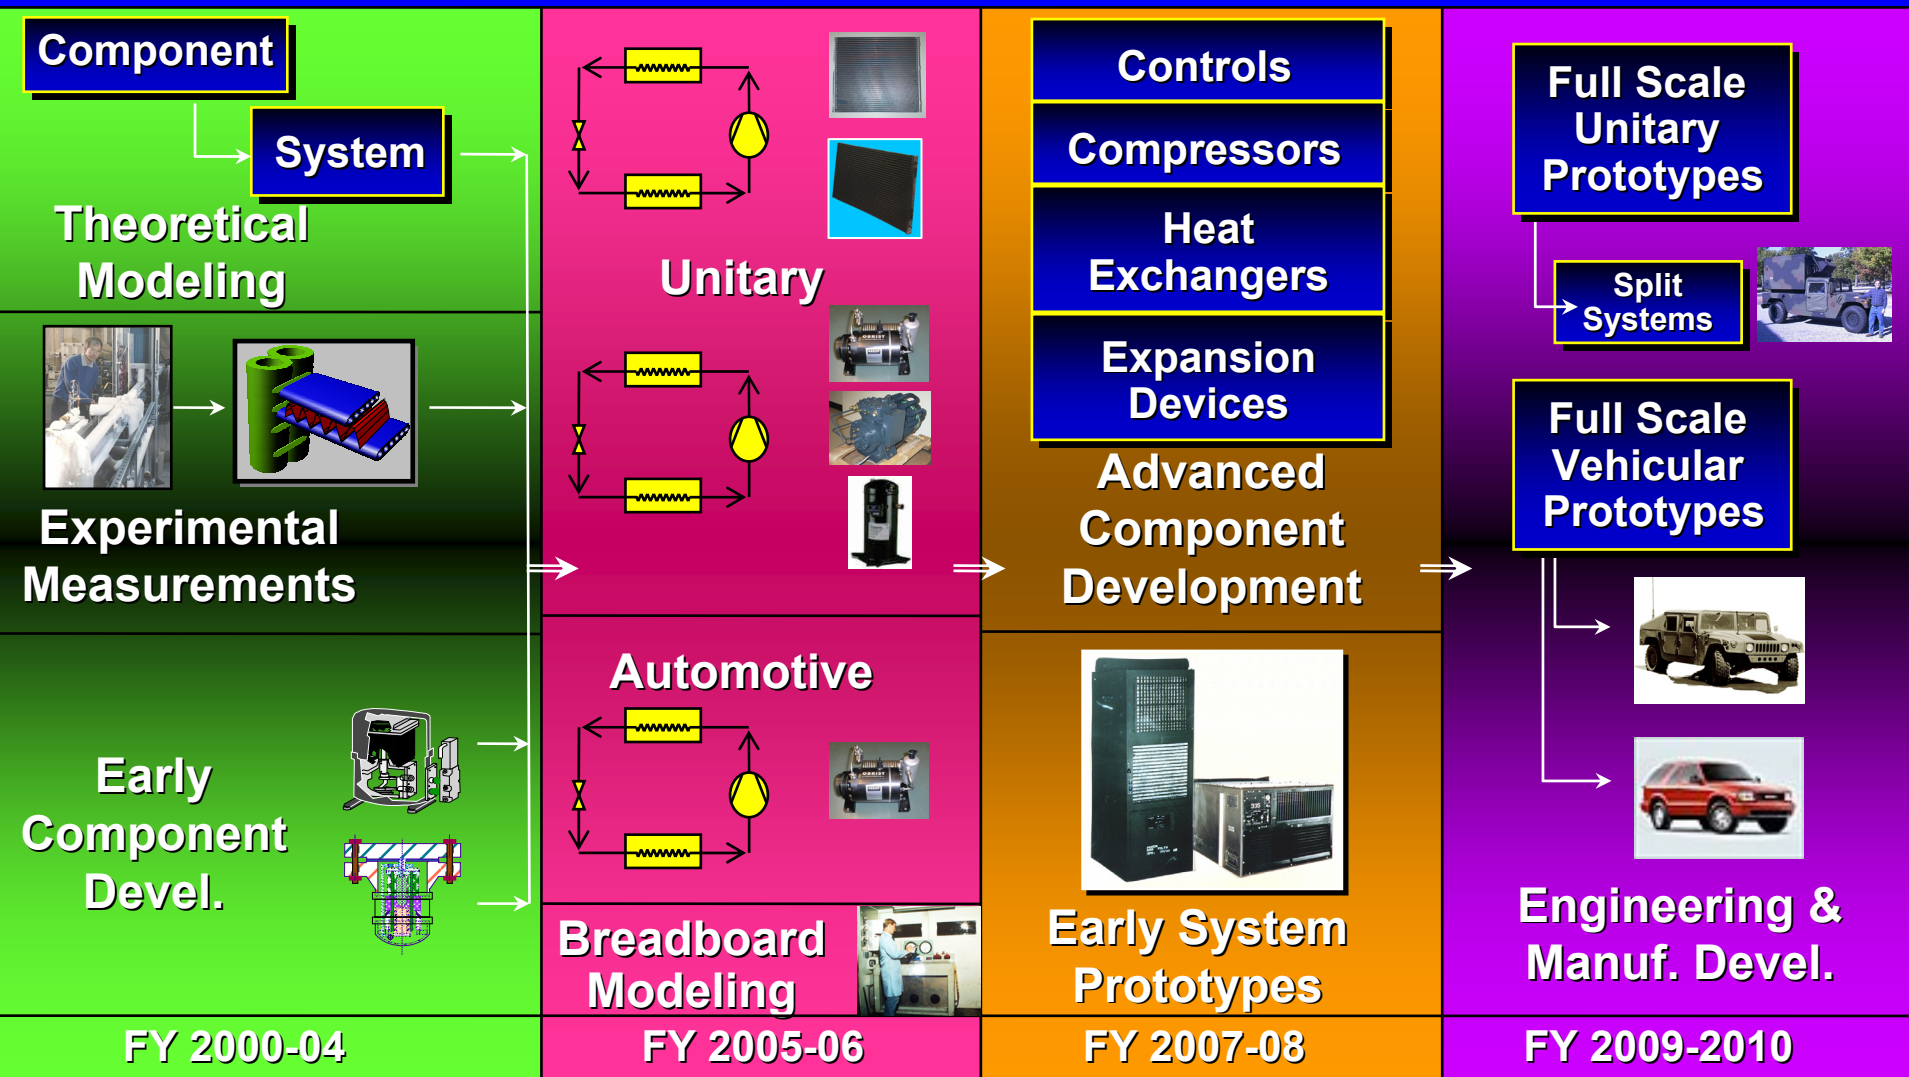 Component
System
Theoretical
Modeling
Experimental
Measurements
Early
Component
Devel.
FY 2000-04
Unitary
OBRIST
Automotive
OBRIST
Breadboard
Modeling
FY 2005-06
Controls
Compressors
Heat
Exchangers
Expansion
Devices
Advanced
Component
Development
Early System
Prototypes
FY 2007-08
Full Scale
Unitary
Prototypes
Split
Systems
Full Scale
Vehicular
Prototypes
Engineering &
Manuf. Devel.
FY 2009-2010